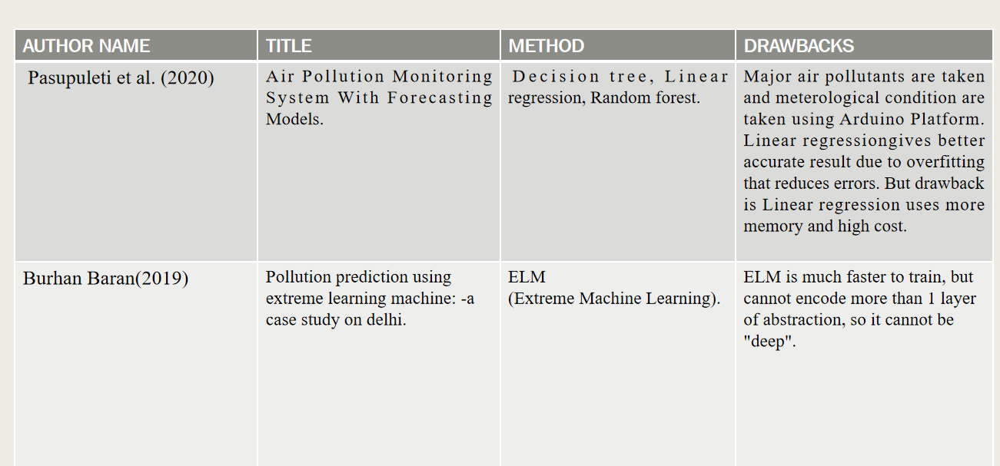 AUTHOR NAME
TITLE
METHOD
DRAWBACKS
Pasupuleti et al. (2020)
Air Pollution Monitoring
System With Forecasting
Models.
Decision tree, Linear
regression, Random forest.
Major air pollutants are taken
and meterological condition are
taken using Arduino Platform.
Linear regressiongives better
accurate result due to overfitting
that reduces errors. But drawback
is Linear regression uses more
memory and high cost.
Burhan Baran(2019)
Pollution prediction using
extreme learning machine: -a
case study on delhi.
ELM
(Extreme Machine Learning).
ELM is much faster to train, but
cannot encode more than 1 layer
of abstraction, so it cannot be
"deep".